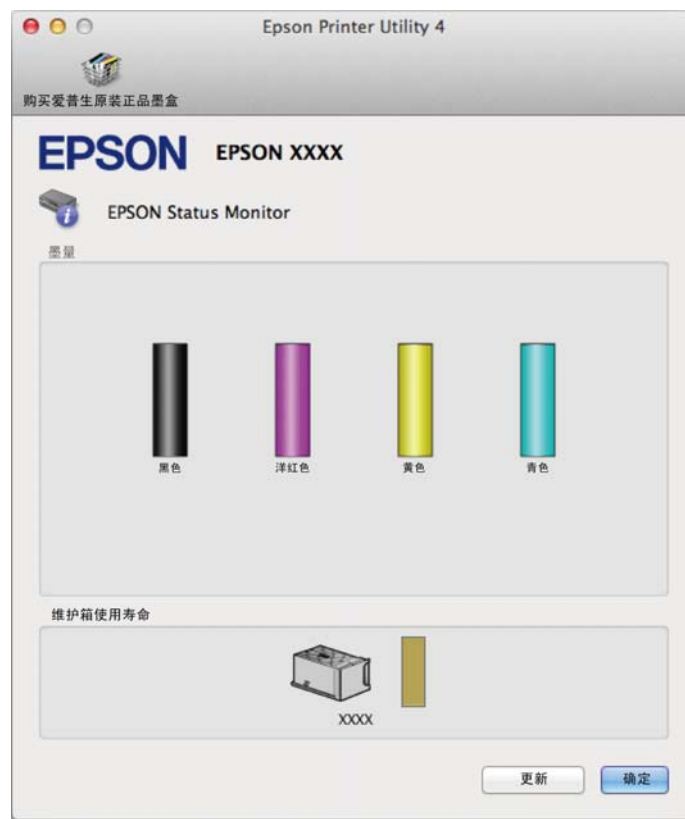 Epson Printer Utility 4
购买爱普生原装正品墨盒
EPSON EPSON XXXX
EPSON Status Monitor
墨量
黑色 洋红色 黄色 青色
维护箱使用寿命
XXXX
更新 确定